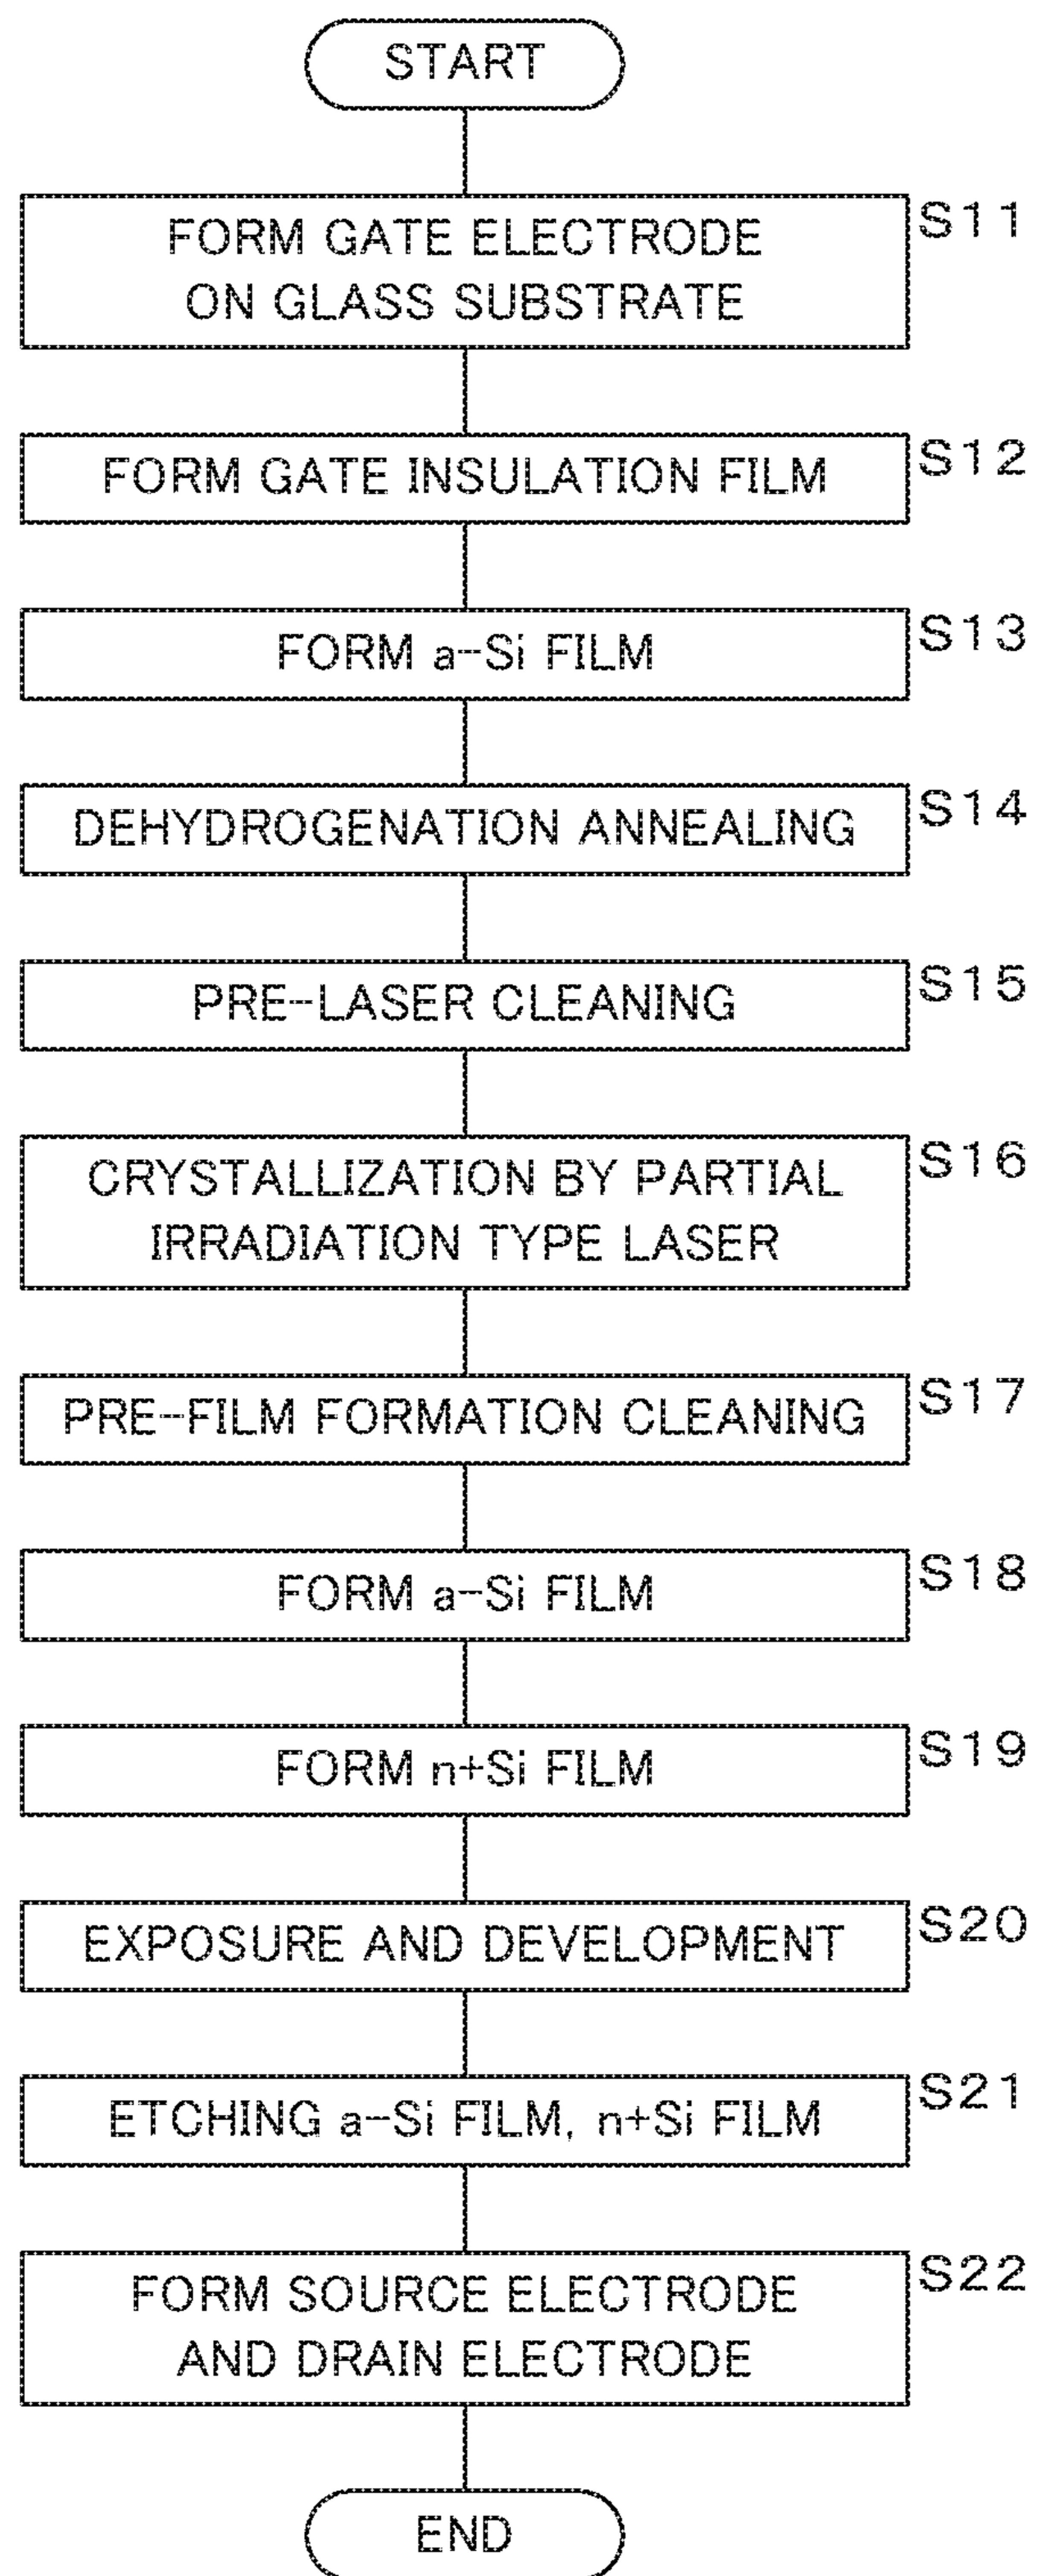 START
FORM GATE ELECTRODE
ON GLASS SUBSTRATE
S11
FORM GATE INSULATION FILM
S12
FORM a-Si FILM
S13
DEHYDROGENATION ANNEALING
S14
PRE-LASER CLEANING
S15
CRYSTALLIZATION BY PARTIAL
IRRADIATION TYPE LASER
S16
PRE-FILM FORMATION CLEANING
S17
FORM a-Si FILM
S18
FORM n+Si FILM
S19
EXPOSURE AND DEVELOPMENT
S20
ETCHING a-Si FILM, n+Si FILM
S21
FORM SOURCE ELECTRODE
AND DRAIN ELECTRODE
S22
END